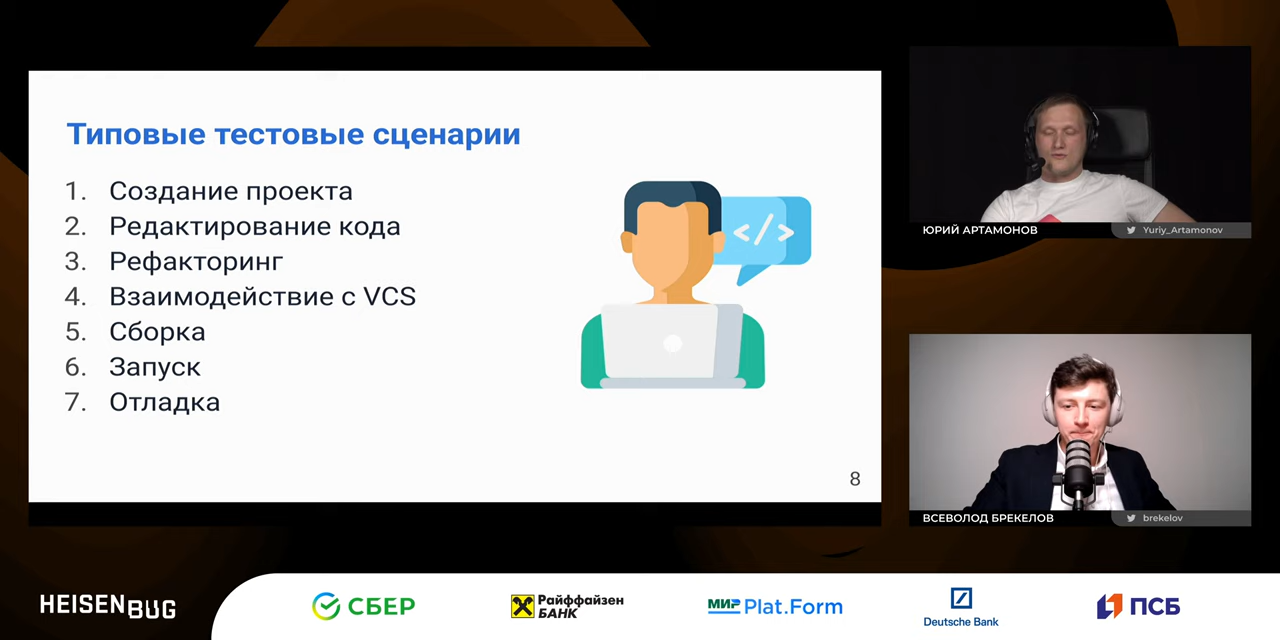 Типовые тестовые сценарии
1. Создание проекта
2. Редактирование кода
3. Рефакторинг
4. Взаимодействие с VCS
5. Сборка
6. Запуск
7. Отладка
</>
8
ЮРИЙ АРТАМОНОВ
Yuriy_Artamonov
ВСЕВОЛОД БРЕКЕЛОВ
brekelov
HEISENBUG
СБЕР
Райффайзен
БАНК
МИР Plat.Form
Deutsche Bank
ПСБ